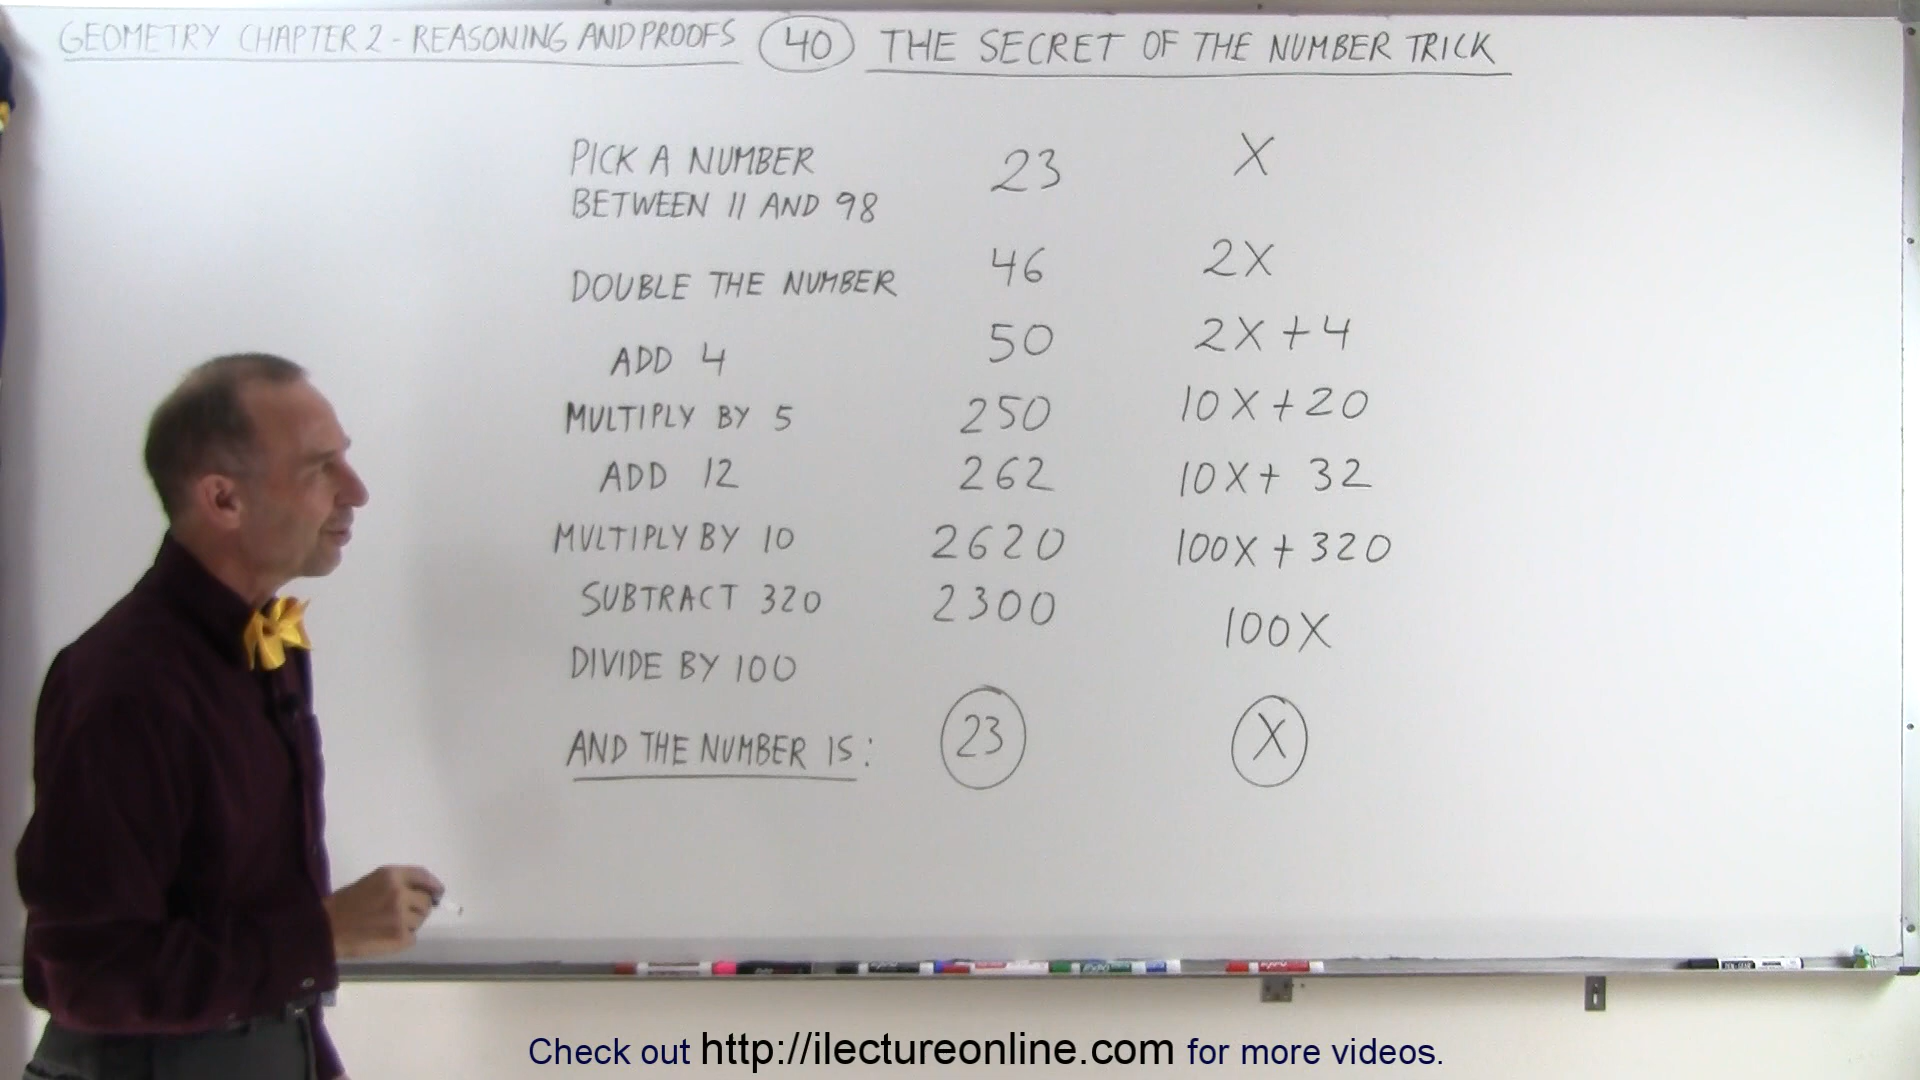 GEOMETRY CHAPTER 2 - REASONING AND PROOFS 40 THE SECRET OF THE NUMBER TRICK
PICK A NUMBER 23 X
BETWEEN 11 AND 98
DOUBLE THE NUMBER 46 2X
ADD 4 50 2X + 4
MULTIPLY BY 5 250 10X + 20
ADD 12 262 10X + 32
MULTIPLY BY 10 2620 100X + 320
SUBTRACT 320 2300 100X
DIVIDE BY 100
AND THE NUMBER IS: 23 X
Check out http://ilectureonline.com for more videos.